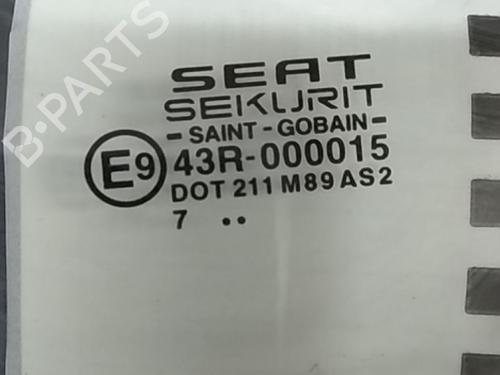 B-PARTS
SEAT
SEKURIT
- SAINT - GOBAIN -
E9 43R-000015
DOT 211 M89 AS2
7 ..